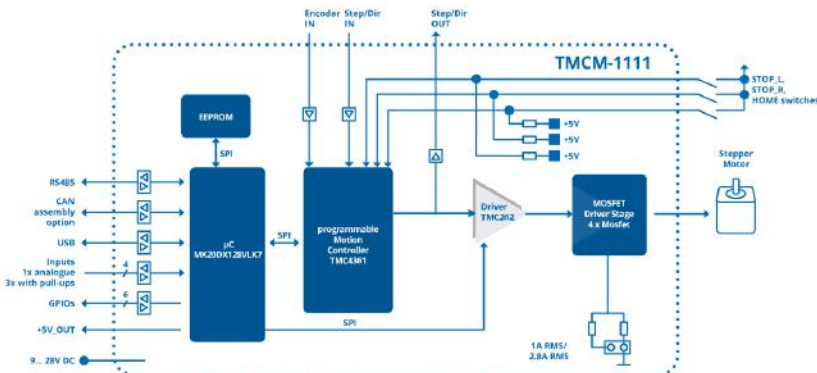 Encoder
IN
Step/Dir
IN
Step/Dir
OUT
TMCM-1111
STOP_L,
STOP_R,
HOME switches
+5V
+5V
+5V
EEPROM
SPI
RS485
CAN
assembly
option
USB
Inputs
1x analogue
3x with pull-ups
4
GPIOs
6
+5V_OUT
9... 28V DC
µC
MK20DX128VLK7
SPI
programmable
Motion
Controller
TMC4361
SPI
Driver
TMC262
MOSFET
Driver Stage
4 x Mosfet
Stepper
Motor
1A RMS/
2.8A RMS